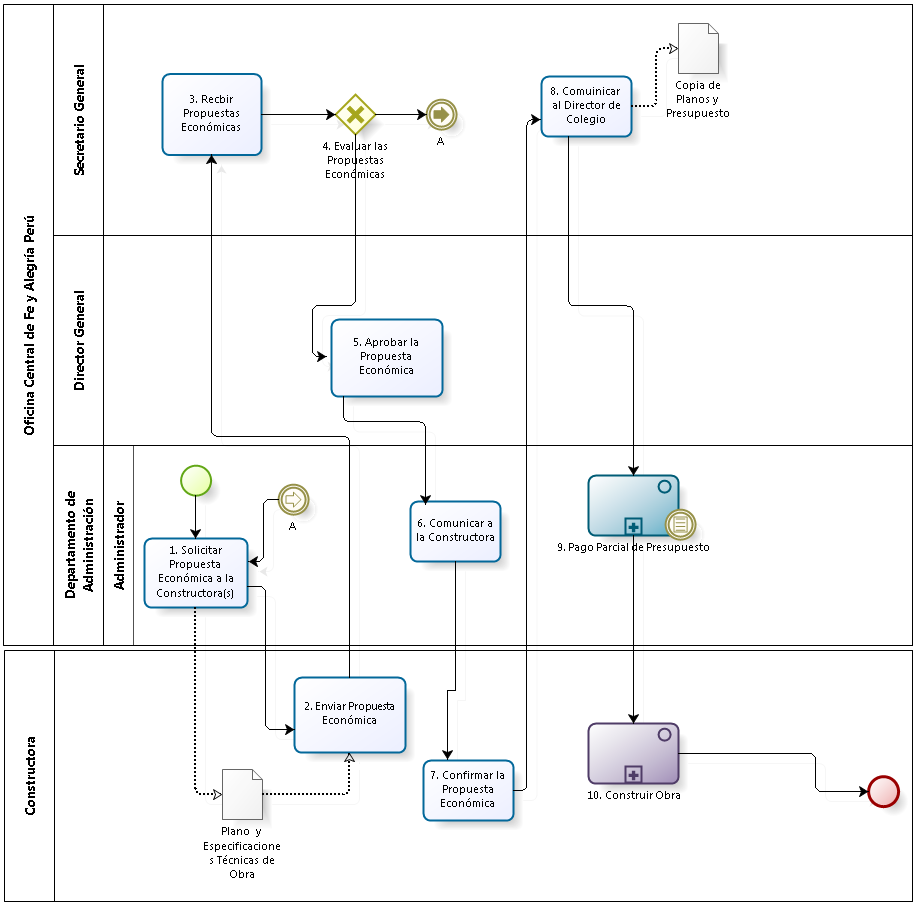 Oficina Central de Fe y Alegría Perú
Secretario General
3. Recbir
Propuestas
Económicas
4. Evaluar las
Propuestas
Económicas
A
8. Comuinicar
al Director de
Colegio
Copia de
Planos y
Presupuesto
Director General
5. Aprobar la
Propuesta
Económica
Departamento de
Administración
Administrador
A
1. Solicitar
Propuesta
Económica a la
Constructora(s)
6. Comunicar a
la Constructora
9. Pago Parcial de Presupuesto
Constructora
2. Enviar Propuesta
Económica
Plano y
Especificacione
s Técnicas de
Obra
7. Confirmar la
Propuesta
Económica
10. Construir Obra